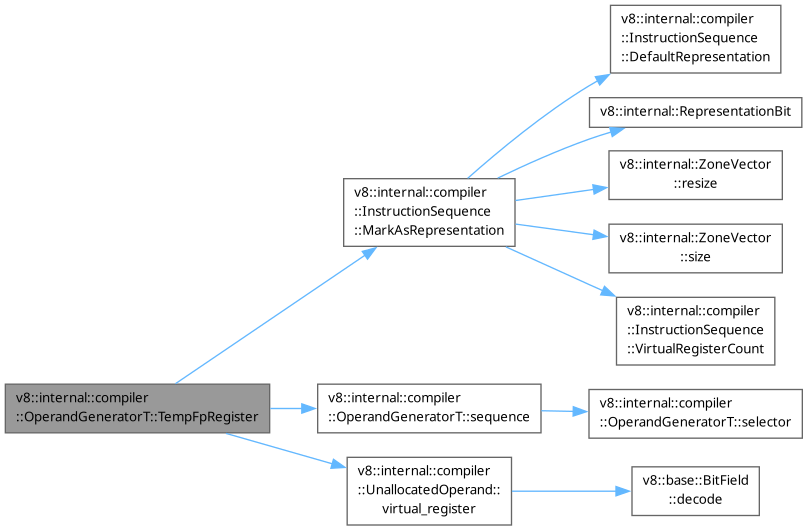 v8::internal::compiler
::InstructionSequence
::DefaultRepresentation
v8::internal::RepresentationBit
v8::internal::ZoneVector
::resize
v8::internal::compiler
::InstructionSequence
::MarkAsRepresentation
v8::internal::ZoneVector
::size
v8::internal::compiler
::InstructionSequence
::VirtualRegisterCount
v8::internal::compiler
::OperandGeneratorT::TempFpRegister
v8::internal::compiler
::OperandGeneratorT::sequence
v8::internal::compiler
::OperandGeneratorT::selector
v8::internal::compiler
::UnallocatedOperand::
virtual_register
v8::base::BitField
::decode